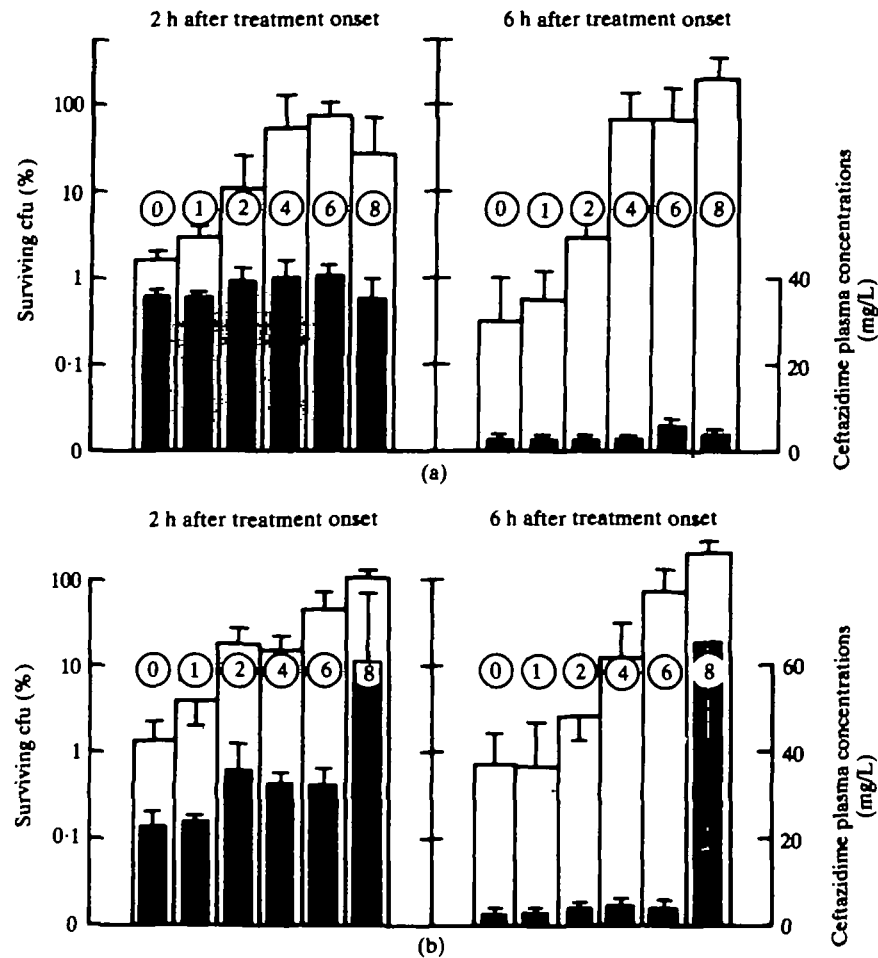 2 h after treatment onset
6 h after treatment onset
Surviving cfu (%)
100
10
1
0·1
0
0 1 2 4 6 8
0 1 2 4 6 8
40
20
0
Ceftazidime plasma concentrations
(mg/L)
(a)
2 h after treatment onset
6 h after treatment onset
Surviving cfu (%)
100
10
1
0·1
0
0 1 2 4 6 8
0 1 2 4 6 8
60
40
20
0
Ceftazidime plasma concentrations
(mg/L)
(b)